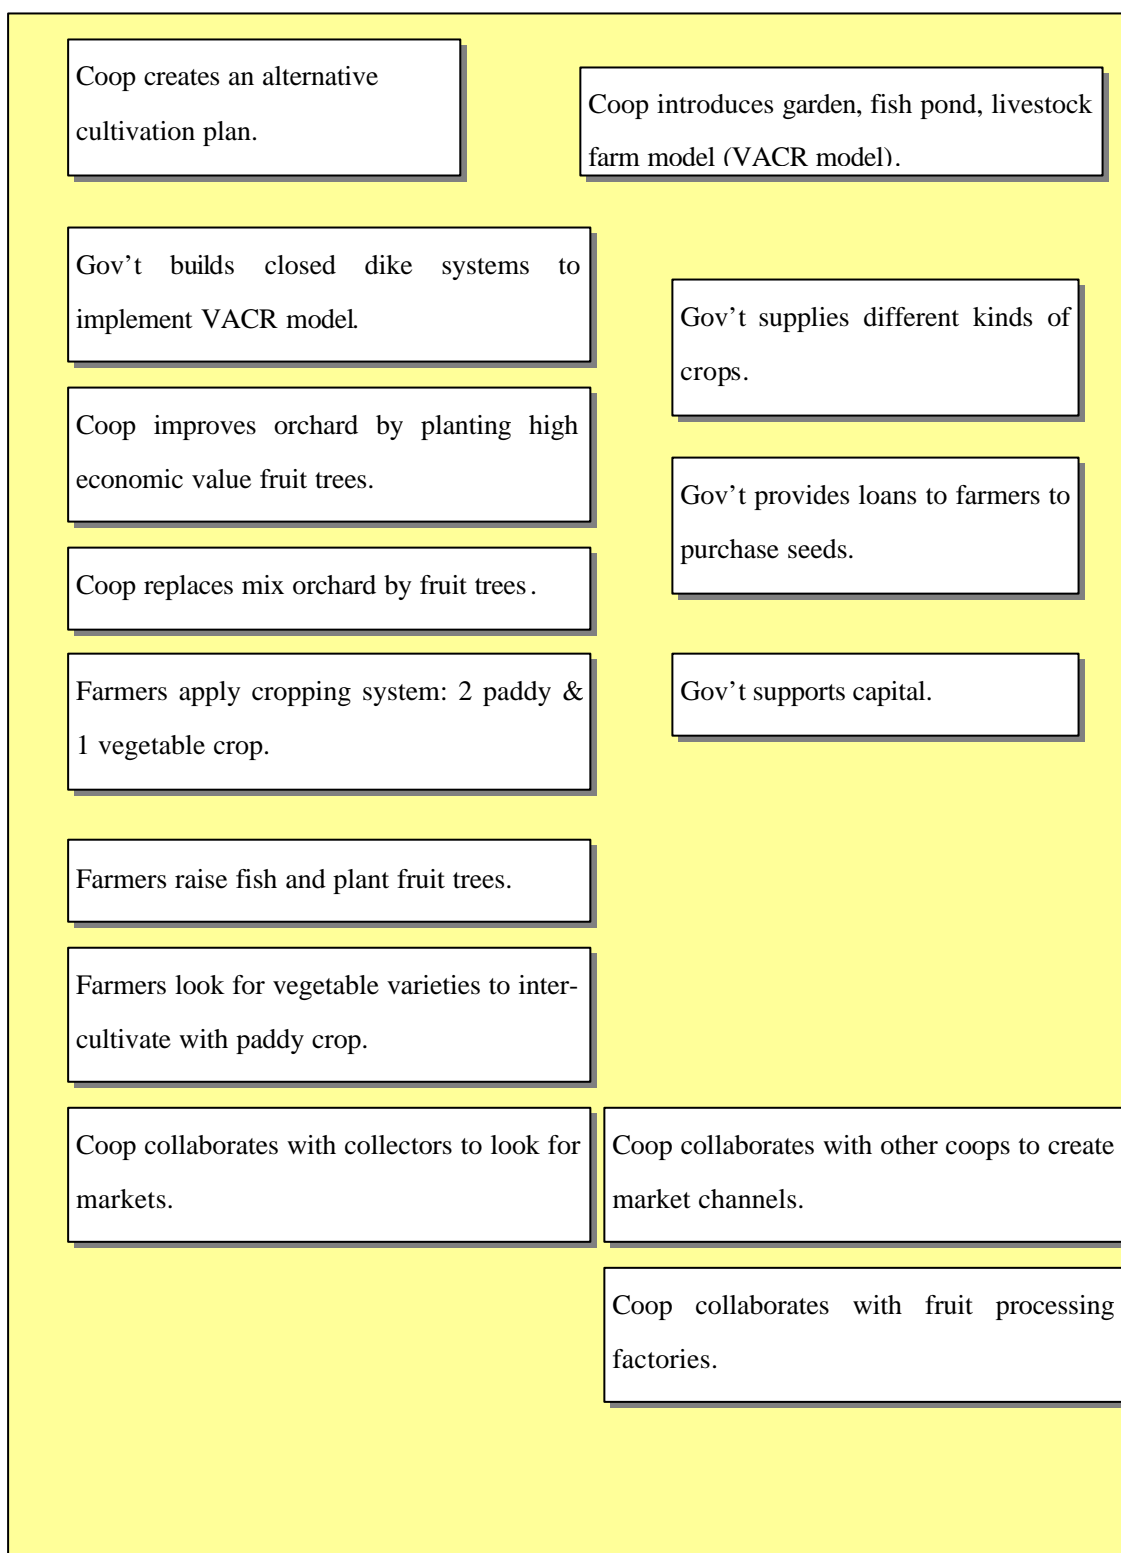 Coop creates an alternative
cultivation plan.
Coop introduces garden, fish pond, livestock
farm model (VACR model).
Gov’t builds closed dike systems to
implement VACR model.
Gov’t supplies different kinds of
crops.
Coop improves orchard by planting high
economic value fruit trees.
Gov’t provides loans to farmers to
purchase seeds.
Coop replaces mix orchard by fruit trees.
Farmers apply cropping system: 2 paddy &
1 vegetable crop.
Gov’t supports capital.
Farmers raise fish and plant fruit trees.
Farmers look for vegetable varieties to inter-
cultivate with paddy crop.
Coop collaborates with collectors to look for
markets.
Coop collaborates with other coops to create
market channels.
Coop collaborates with fruit processing
factories.